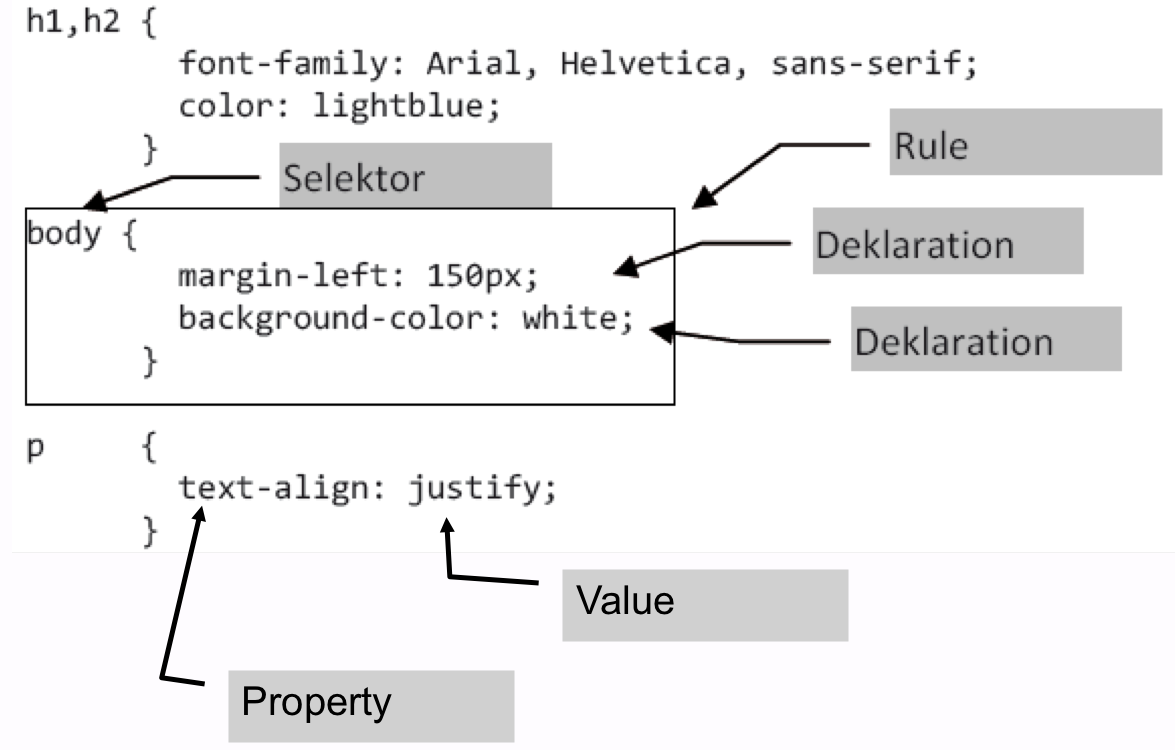 h1,h2 {
font-family: Arial, Helvetica, sans-serif;
color: lightblue;
}
Rule
Selektor
body {
Deklaration
margin-left: 150px;
background-color: white;
Deklaration
}
p {
text-align: justify;
}
Value
Property